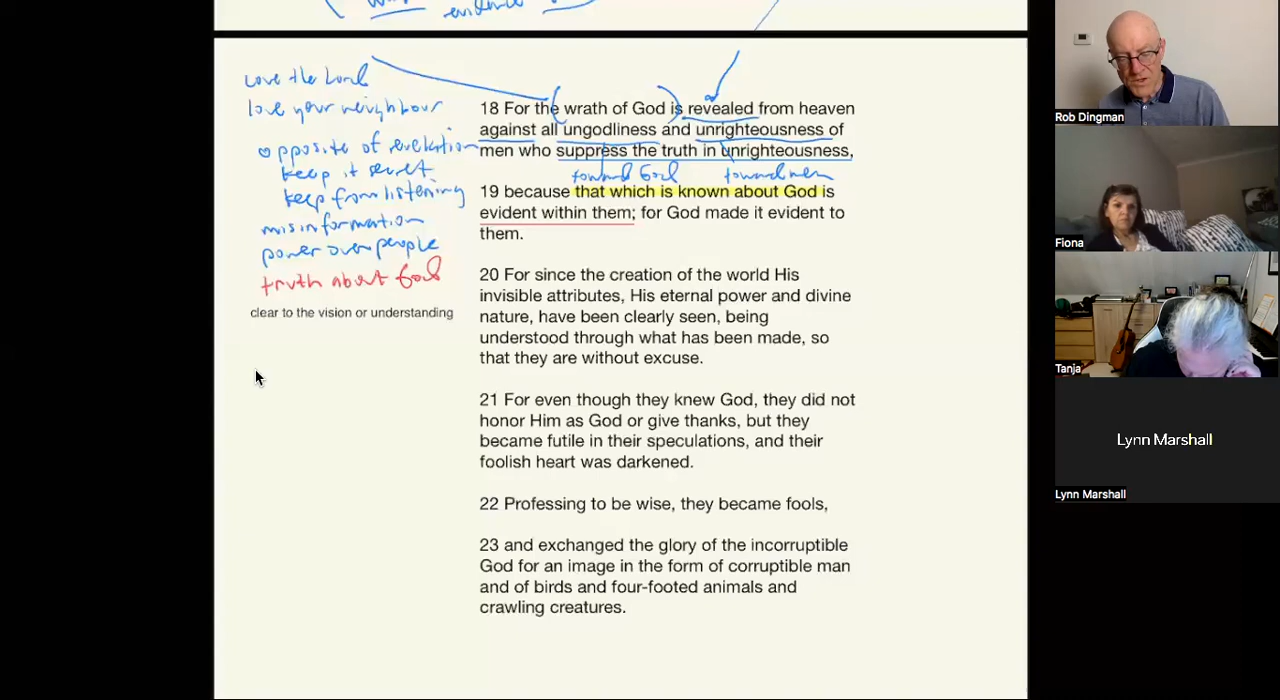 evidence
love the Lord
love your neighbour
opposite of revelation
keep it secret
keep from listening
misinformation
power over people
truth about God
clear to the vision or understanding
18 For the wrath of God is revealed from heaven
against all ungodliness and unrighteousness of
men who suppress the truth in unrighteousness,
toward God toward men
19 because that which is known about God is
evident within them; for God made it evident to
them.
20 For since the creation of the world His
invisible attributes, His eternal power and divine
nature, have been clearly seen, being
understood through what has been made, so
that they are without excuse.
21 For even though they knew God, they did not
honor Him as God or give thanks, but they
became futile in their speculations, and their
foolish heart was darkened.
22 Professing to be wise, they became fools,
23 and exchanged the glory of the incorruptible
God for an image in the form of corruptible man
and of birds and four-footed animals and
crawling creatures.
Rob Dingman
Fiona
Tanja
Lynn Marshall
Lynn Marshall